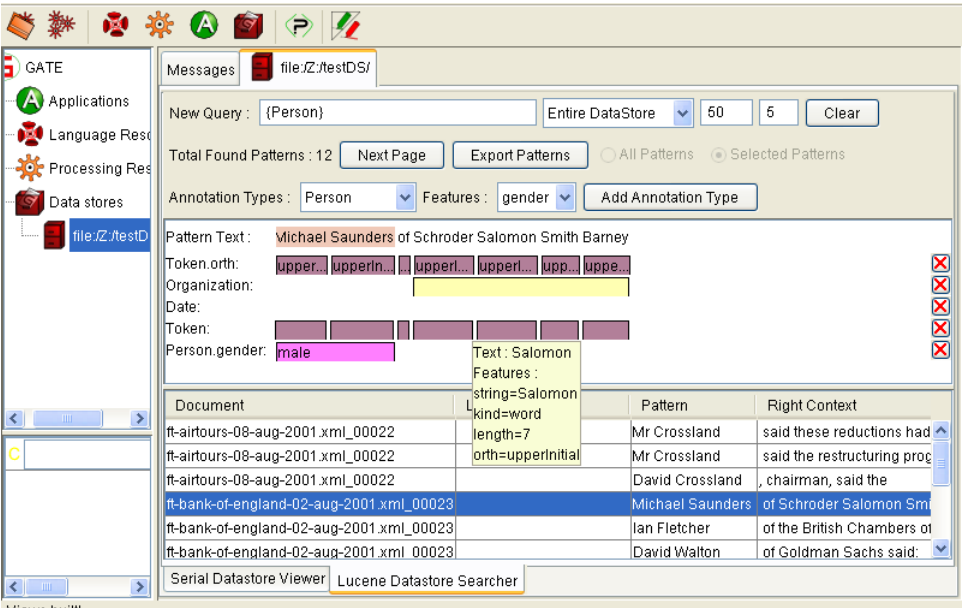 GATE
Applications
Language Reso
Processing Res
Data stores
file:/Z:/testD
Messages file:/Z:/testDS/
New Query : {Person} Entire DataStore 50 5 Clear
Total Found Patterns : 12 Next Page Export Patterns All Patterns Selected Patterns
Annotation Types : Person Features : gender Add Annotation Type
Pattern Text : Michael Saunders of Schroder Salomon Smith Barney
Token.orth: upper... upperIn... ... upperI... upperI... upp... uppe...
Organization:
Date:
Token:
Person.gender: male
Text : Salomon
Features :
string=Salomon
kind=word
length=7
orth=upperInitial
Document L Pattern Right Context
ft-airtours-08-aug-2001.xml_00022 Mr Crossland said these reductions had
ft-airtours-08-aug-2001.xml_00022 Mr Crossland said the restructuring prog
ft-airtours-08-aug-2001.xml_00022 David Crossland , chairman, said the
ft-bank-of-england-02-aug-2001.xml_00023 Michael Saunders of Schroder Salomon Smi
ft-bank-of-england-02-aug-2001.xml_00023 Ian Fletcher of the British Chambers of
ft-bank-of-england-02-aug-2001.xml_00023 David Walton of Goldman Sachs said:
Serial Datastore Viewer Lucene Datastore Searcher
C